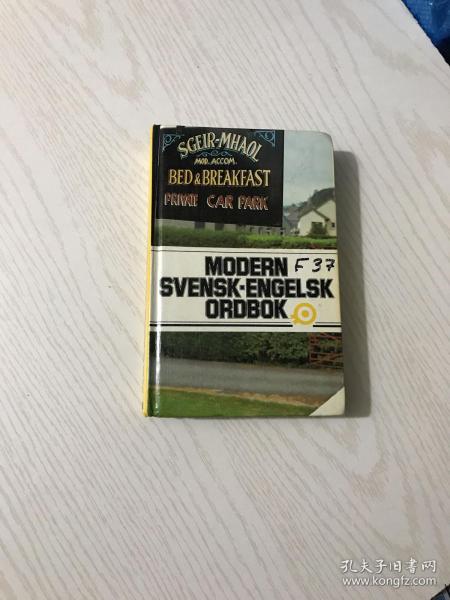 SGEIR-MHAOL
MOD. ACCOM.
BED & BREAKFAST
PRIVATE CAR PARK
MODERN F37
SVENSK-ENGELSK
ORDBOK
孔夫子旧书网
www.kongfz.com